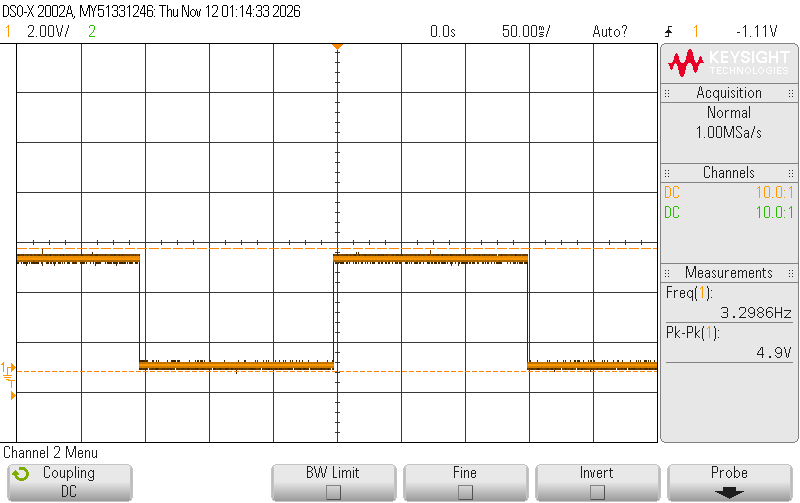 DSO-X 2002A, MY51331246: Thu Nov 12 01:14:33 2026
1 2.00V/ 2 0.0s 50.00ms/ Auto? 1 -1.11V
KEYSIGHT
TECHNOLOGIES
Acquisition
Normal
1.00MSa/s
Channels
DC 10.0:1
DC 10.0:1
Measurements
Freq(1):
3.2986Hz
Pk-Pk(1):
4.9V
1
Channel 2 Menu
Coupling
DC
BW Limit
Fine
Invert
Probe